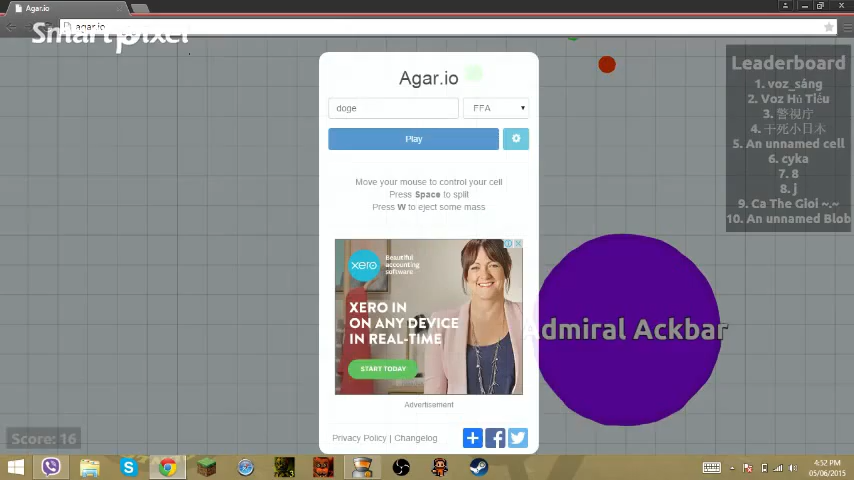 Agar.io
agar.io
Smartpixel
Agar.io
doge
FFA
Play
Move your mouse to control your cell
Press Space to split
Press W to eject some mass
xero
Beautiful
accounting
software
XERO IN
ON ANY DEVICE
IN REAL-TIME
START TODAY
Advertisement
Privacy Policy | Changelog
Admiral Ackbar
Leaderboard
1. voz_sáng
2. Voz Hủ Tiếu
3. 警視庁
4. 干死小日本
5. An unnamed cell
6. cyka
7. 8
8. j
9. Ca The Gioi ~.~
10. An unnamed Blob
Score: 16
4:52 PM
05/06/2015